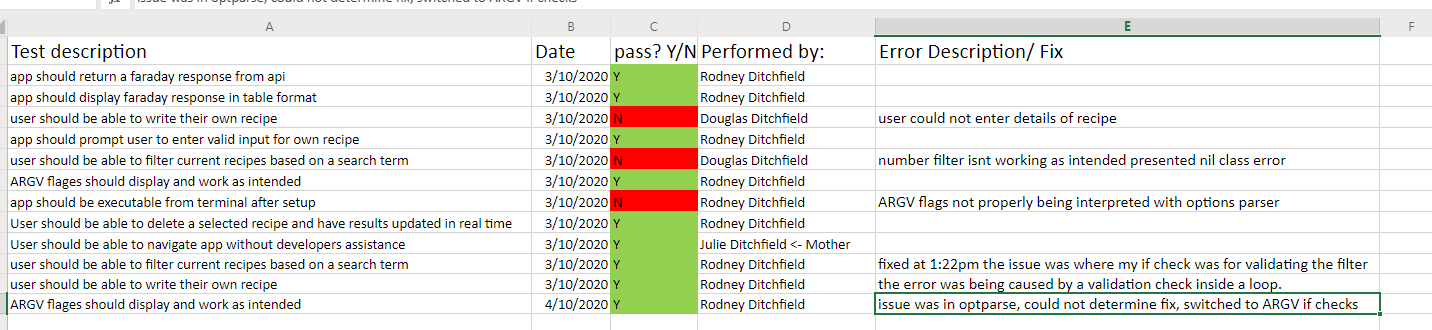 issue was in optparse, could not determine fix, switched to ARGV if checks
A B C D E F
Test description Date pass? Y/N Performed by: Error Description/ Fix
app should return a faraday response from api 3/10/2020 Y Rodney Ditchfield
app should display faraday response in table format 3/10/2020 Y Rodney Ditchfield
user should be able to write their own recipe 3/10/2020 N Douglas Ditchfield user could not enter details of recipe
app should prompt user to enter valid input for own recipe 3/10/2020 Y Rodney Ditchfield
user should be able to filter current recipes based on a search term 3/10/2020 N Douglas Ditchfield number filter isnt working as intended presented nil class error
ARGV flages should display and work as intended 3/10/2020 Y Rodney Ditchfield
app should be executable from terminal after setup 3/10/2020 N Rodney Ditchfield ARGV flags not properly being interpreted with options parser
User should be able to delete a selected recipe and have results updated in real time 3/10/2020 Y Rodney Ditchfield
User should be able to navigate app without developers assistance 3/10/2020 Y Julie Ditchfield <- Mother
user should be able to filter current recipes based on a search term 3/10/2020 Y Rodney Ditchfield fixed at 1:22pm the issue was where my if check was for validating the filter
user should be able to write their own recipe 3/10/2020 Y Rodney Ditchfield the error was being caused by a validation check inside a loop.
ARGV flages should display and work as intended 4/10/2020 Y Rodney Ditchfield issue was in optparse, could not determine fix, switched to ARGV if checks